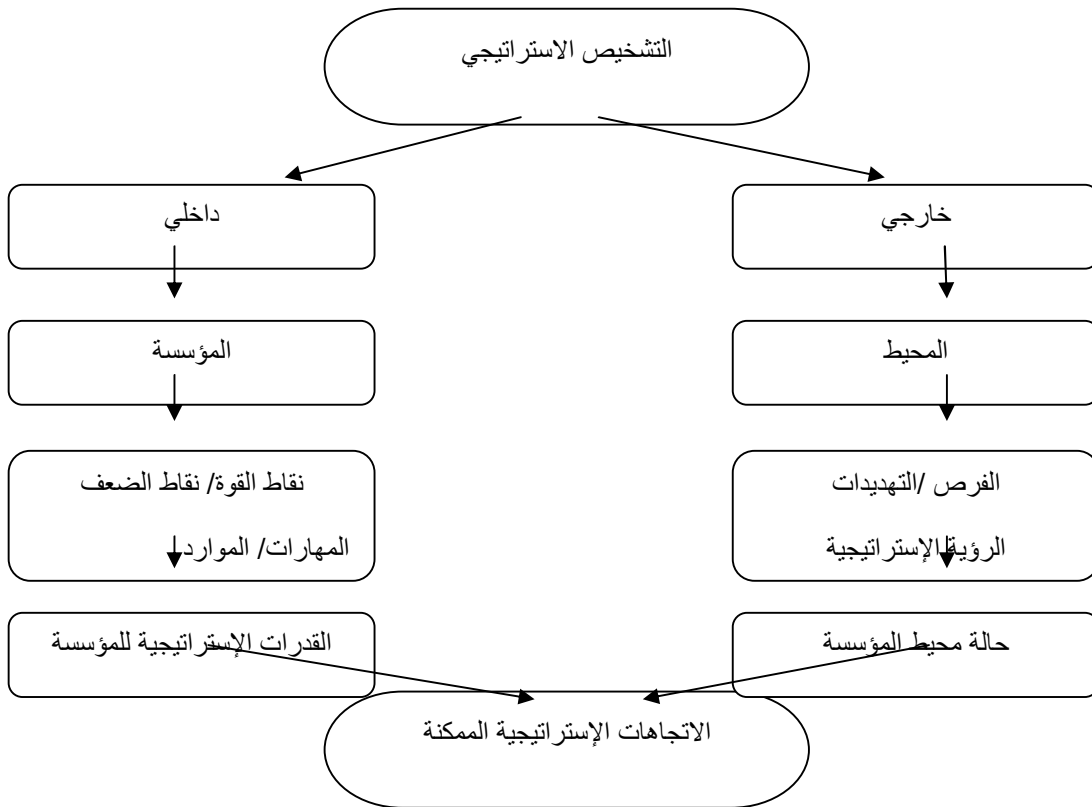 التشخيص الاستراتيجي
خارجي
داخلي
المحيط
المؤسسة
الفرص /التهديدات
الرؤية الإستراتيجية
نقاط القوة/ نقاط الضعف
المهارات/ الموارد
حالة محيط المؤسسة
القدرات الإستراتيجية للمؤسسة
الاتجاهات الإستراتيجية الممكنة